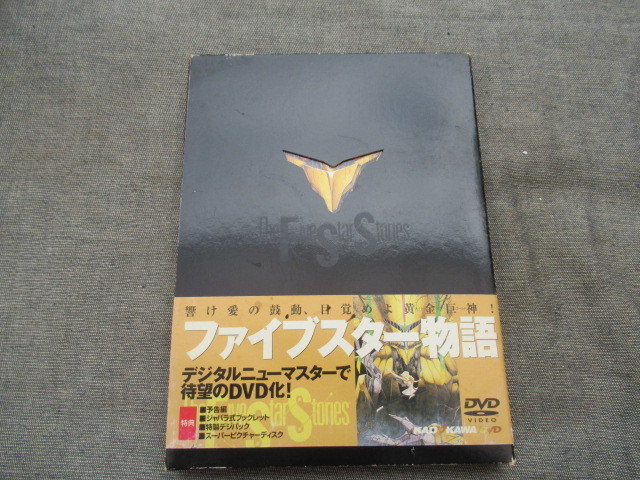 The Five Star Stories
響け愛の鼓動、目覚めよ黄金巨神!
ファイブスター物語
デジタルニューマスターで
待望のDVD化!
特典
■予告編
■ジャバラ式ブックレット
■特製デジパック
■スーパーピクチャーディスク
Star Stories
DVD
VIDEO
KADOKAWA DVD